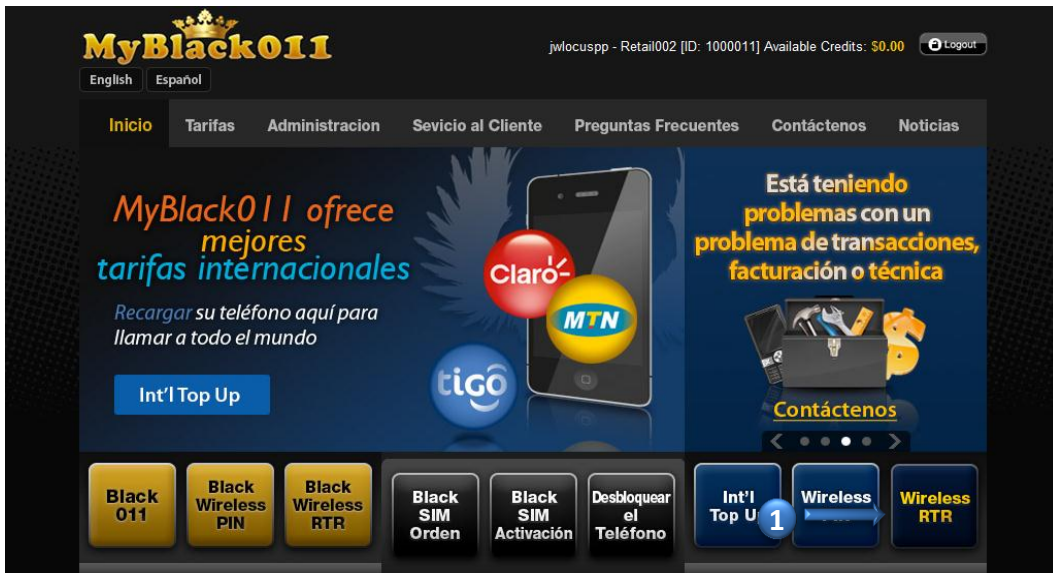 MyBlack011
jwlocuspp - Retail002 [ID: 1000011] Available Credits: $0.00 Logout
English Español
Inicio Tarifas Administracion Sevicio al Cliente Preguntas Frecuentes Contáctenos Noticias
MyBlack011 ofrece
mejores
tarifas internacionales
Recargar su teléfono aquí para
llamar a todo el mundo
Int'l Top Up
Claro
MTN
tigo
Está teniendo
problemas con un
problema de transacciones,
facturación o técnica
Contáctenos
Black
011
Black
Wireless
PIN
Black
Wireless
RTR
Black
SIM
Orden
Black
SIM
Activación
Desbloquear
el
Teléfono
Int'l
Top U
1
Wireless
Wireless
RTR